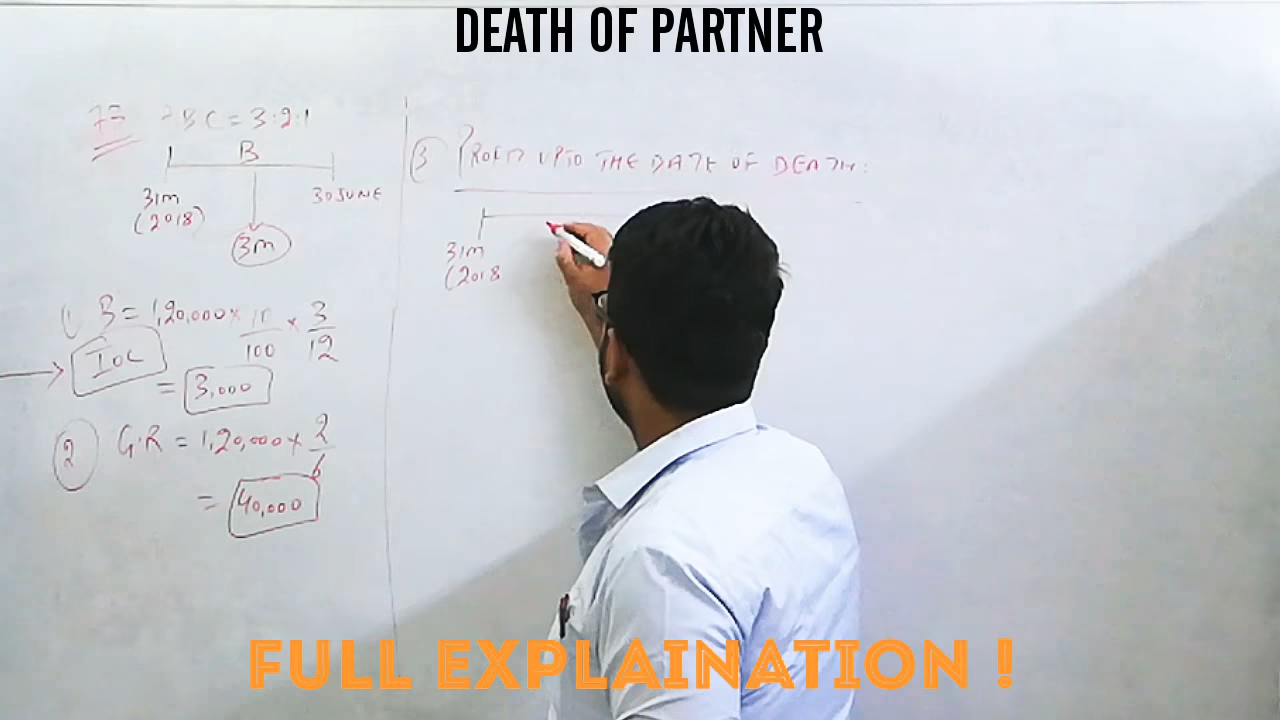 DEATH OF PARTNER
7=
ABC = 3:2:1
B
31m
(2018)
30 JUNE
3m
1) B = 1,20,000 × 10/100 × 3/12
IOC
= 3,000
2 G.R = 1,20,000 × 2/6
= 40,000
3 PROFIT UPTO THE DATE OF DEATH:
31m
(2018
FULL EXPLAINATION !